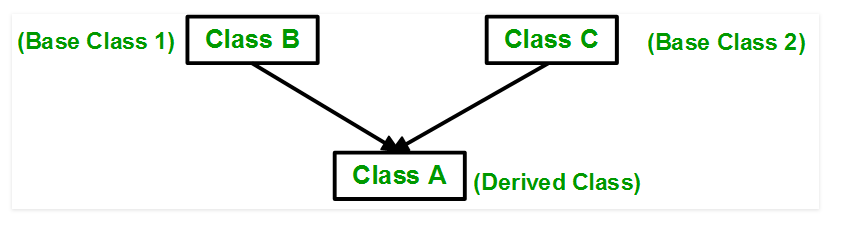 (Base Class 1) Class B Class C (Base Class 2)
Class A (Derived Class)